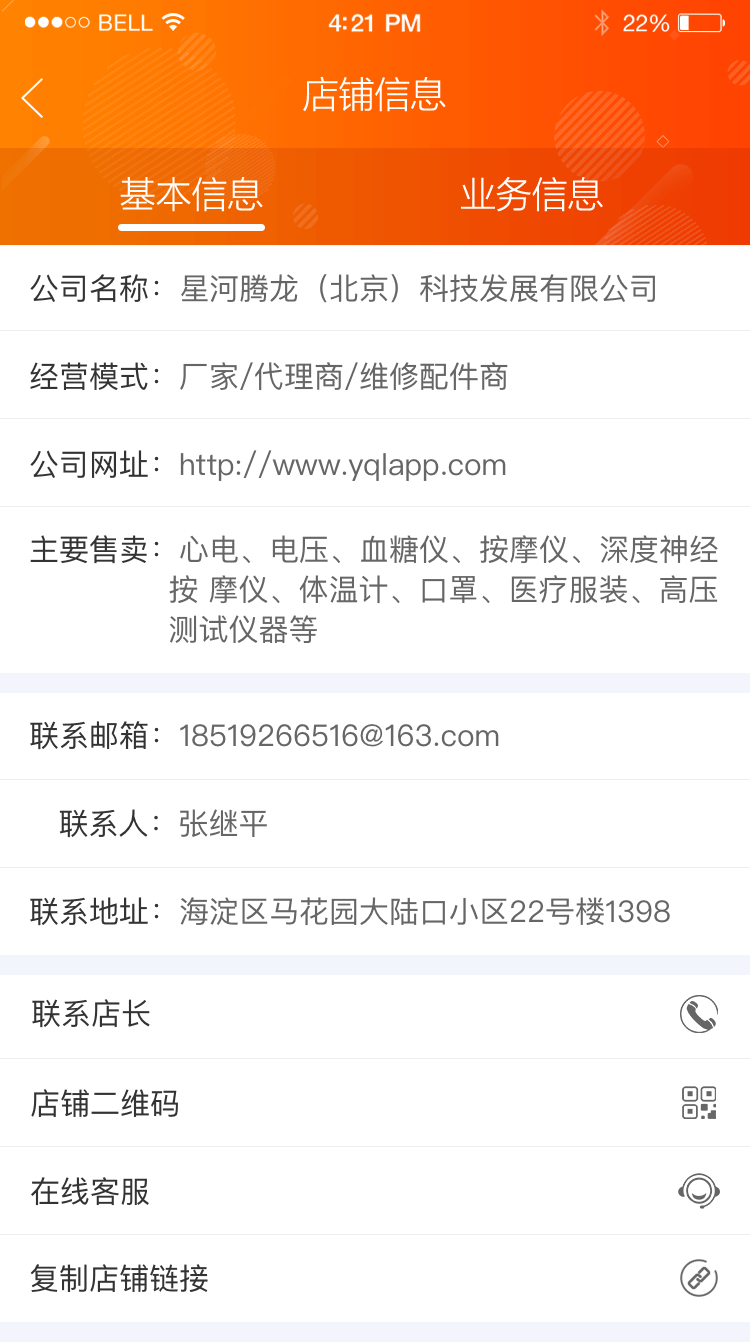 BELL 4:21 PM 22%
店铺信息
基本信息 业务信息
公司名称：星河腾龙（北京）科技发展有限公司
经营模式：厂家/代理商/维修配件商
公司网址：http://www.yqlapp.com
主要售卖：心电、电压、血糖仪、按摩仪、深度神经
按 摩仪、体温计、口罩、医疗服装、高压
测试仪器等
联系邮箱：18519266516@163.com
联系人：张继平
联系地址：海淀区马花园大陆口小区22号楼1398
联系店长
店铺二维码
在线客服
复制店铺链接